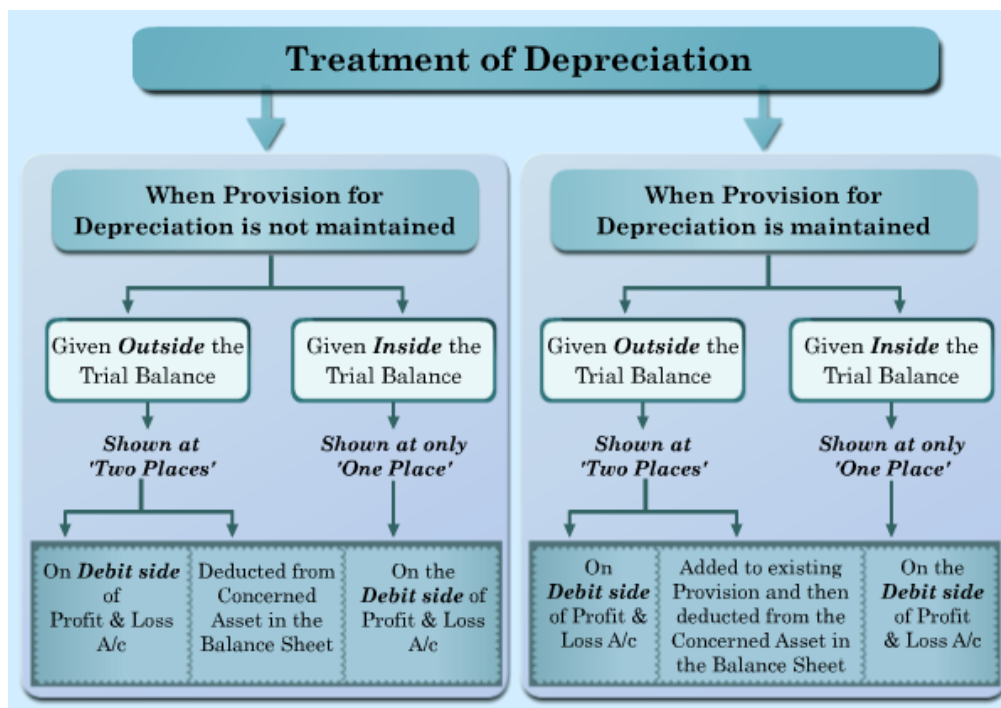 Treatment of Depreciation
When Provision for
Depreciation is not maintained
Given Outside the
Trial Balance
Shown at
'Two Places'
On Debit side
of
Profit & Loss
A/c
Deducted from
Concerned
Asset in the
Balance Sheet
Given Inside the
Trial Balance
Shown at only
'One Place'
On the
Debit side of
Profit & Loss
A/c
When Provision for
Depreciation is maintained
Given Outside the
Trial Balance
Shown at
'Two Places'
On
Debit side
of Profit &
Loss A/c
Added to existing
Provision and then
deducted from the
Concerned Asset in
the Balance Sheet
Given Inside the
Trial Balance
Shown at only
'One Place'
On the
Debit side
of Profit
& Loss A/c